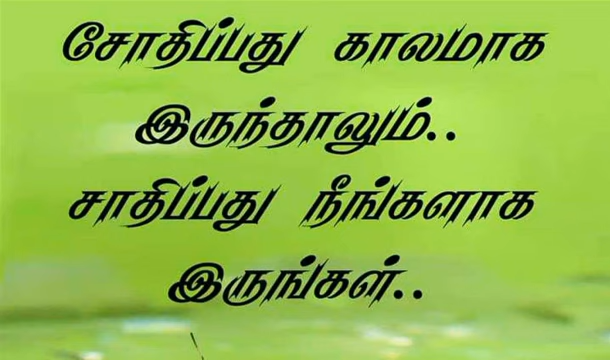 சோதிப்பது காலமாக
இருந்தாலும்..
சாதிப்பது நீங்களாக
இருங்கள்..